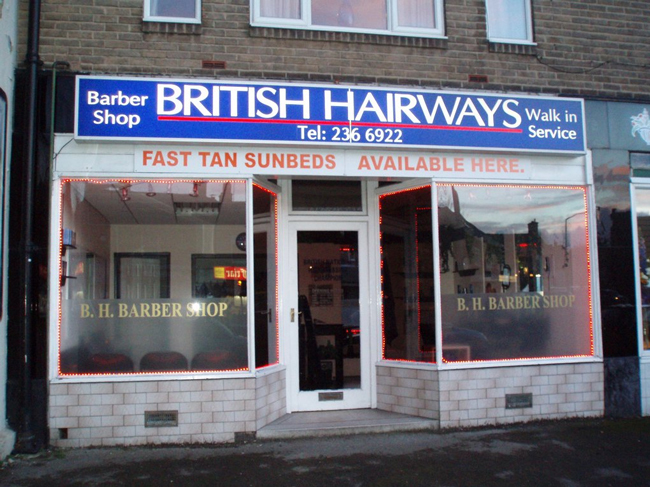 Barber
Shop
BRITISH HAIRWAYS
Walk in
Service
Tel: 236 6922
FAST TAN SUNBEDS AVAILABLE HERE.
B. H. BARBER SHOP
B. H. BARBER SHOP